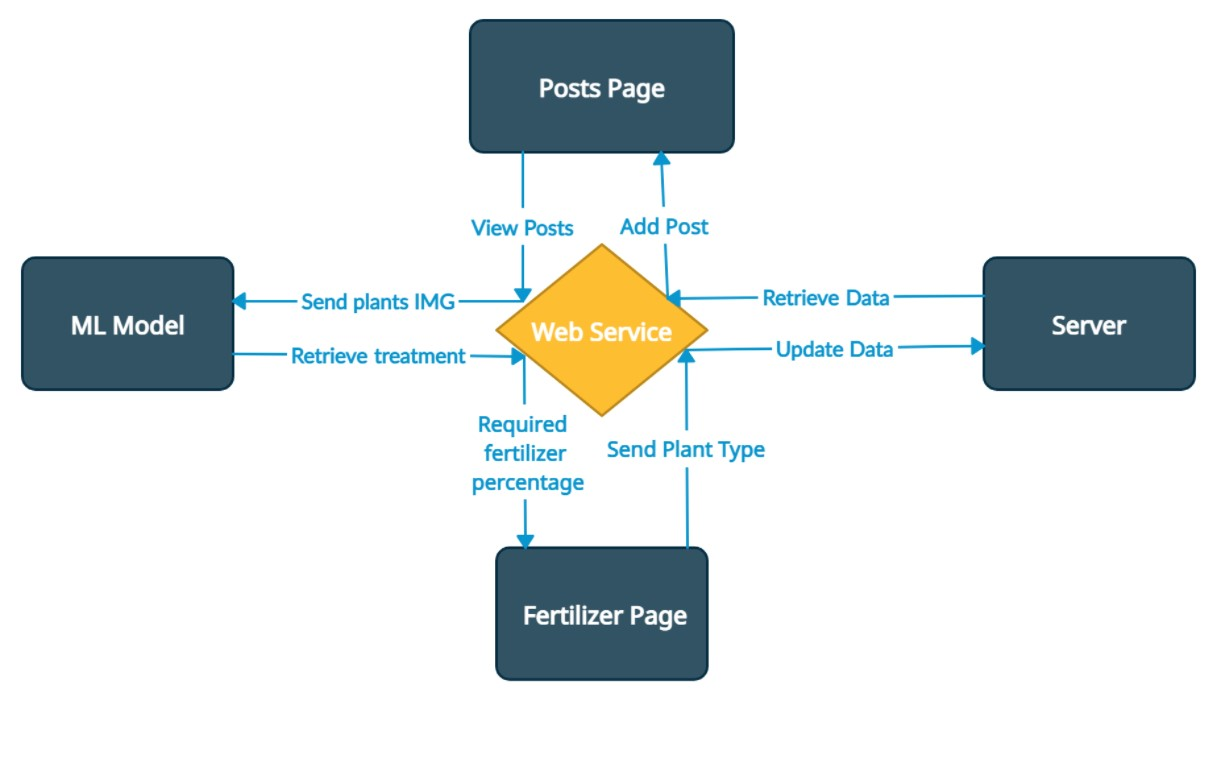 Posts Page
View Posts
Add Post
Send plants IMG
Retrieve Data
ML Model
Web Service
Server
Retrieve treatment
Update Data
Required
fertilizer
percentage
Send Plant Type
Fertilizer Page